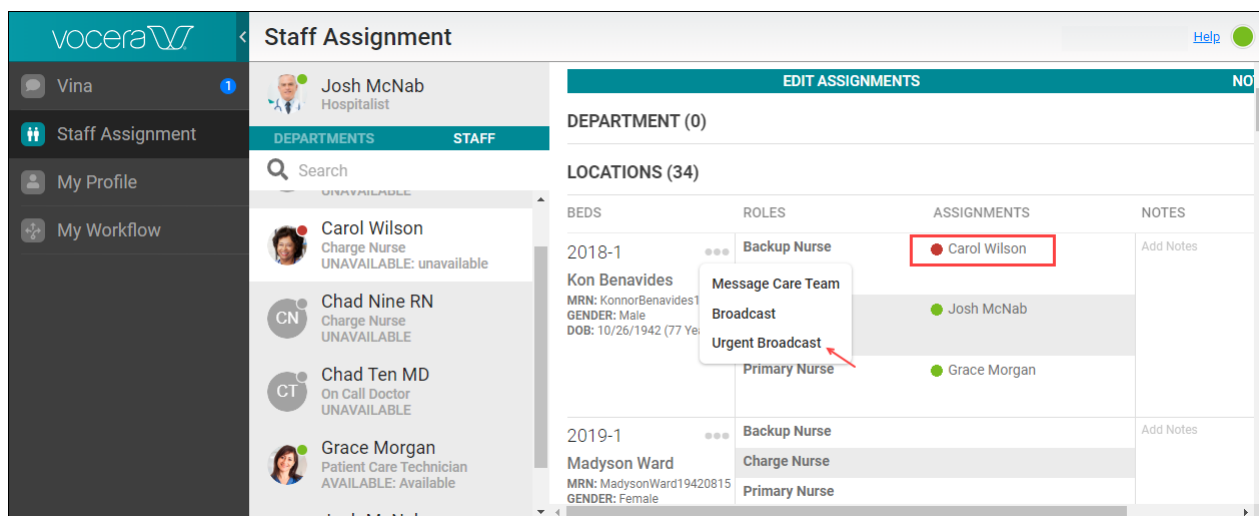 vocera
Staff Assignment
Help
Vina
1
Staff Assignment
My Profile
My Workflow
Josh McNab
Hospitalist
DEPARTMENTS STAFF
Search
UNAVAILABLE
Carol Wilson
Charge Nurse
UNAVAILABLE: unavailable
CN
Chad Nine RN
Charge Nurse
UNAVAILABLE
CT
Chad Ten MD
On Call Doctor
UNAVAILABLE
Grace Morgan
Patient Care Technician
AVAILABLE: Available
EDIT ASSIGNMENTS NO
DEPARTMENT (0)
LOCATIONS (34)
BEDS ROLES ASSIGNMENTS NOTES
2018-1 Backup Nurse Carol Wilson Add Notes
Kon Benavides
MRN: KonnorBenavides1
GENDER: Male
DOB: 10/26/1942 (77 Ye
Message Care Team
Broadcast
Urgent Broadcast
Josh McNab
Primary Nurse Grace Morgan
2019-1 Backup Nurse Add Notes
Madyson Ward Charge Nurse
MRN: MadysonWard19420815
GENDER: Female Primary Nurse